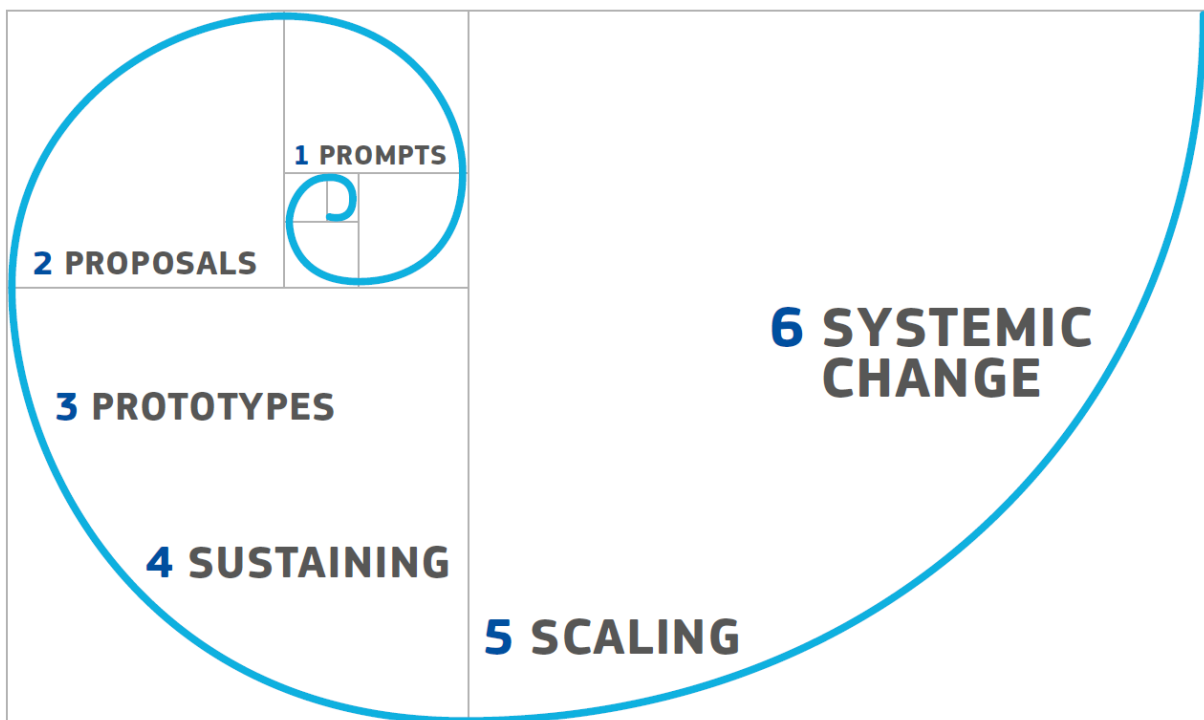 1 PROMPTS
2 PROPOSALS
3 PROTOTYPES
4 SUSTAINING
5 SCALING
6 SYSTEMIC
CHANGE